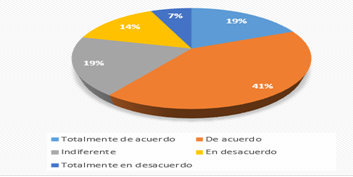 7%
19%
14%
19%
41%
Totalmente de acuerdo De acuerdo
Indiferente En desacuerdo
Totalmente en desacuerdo